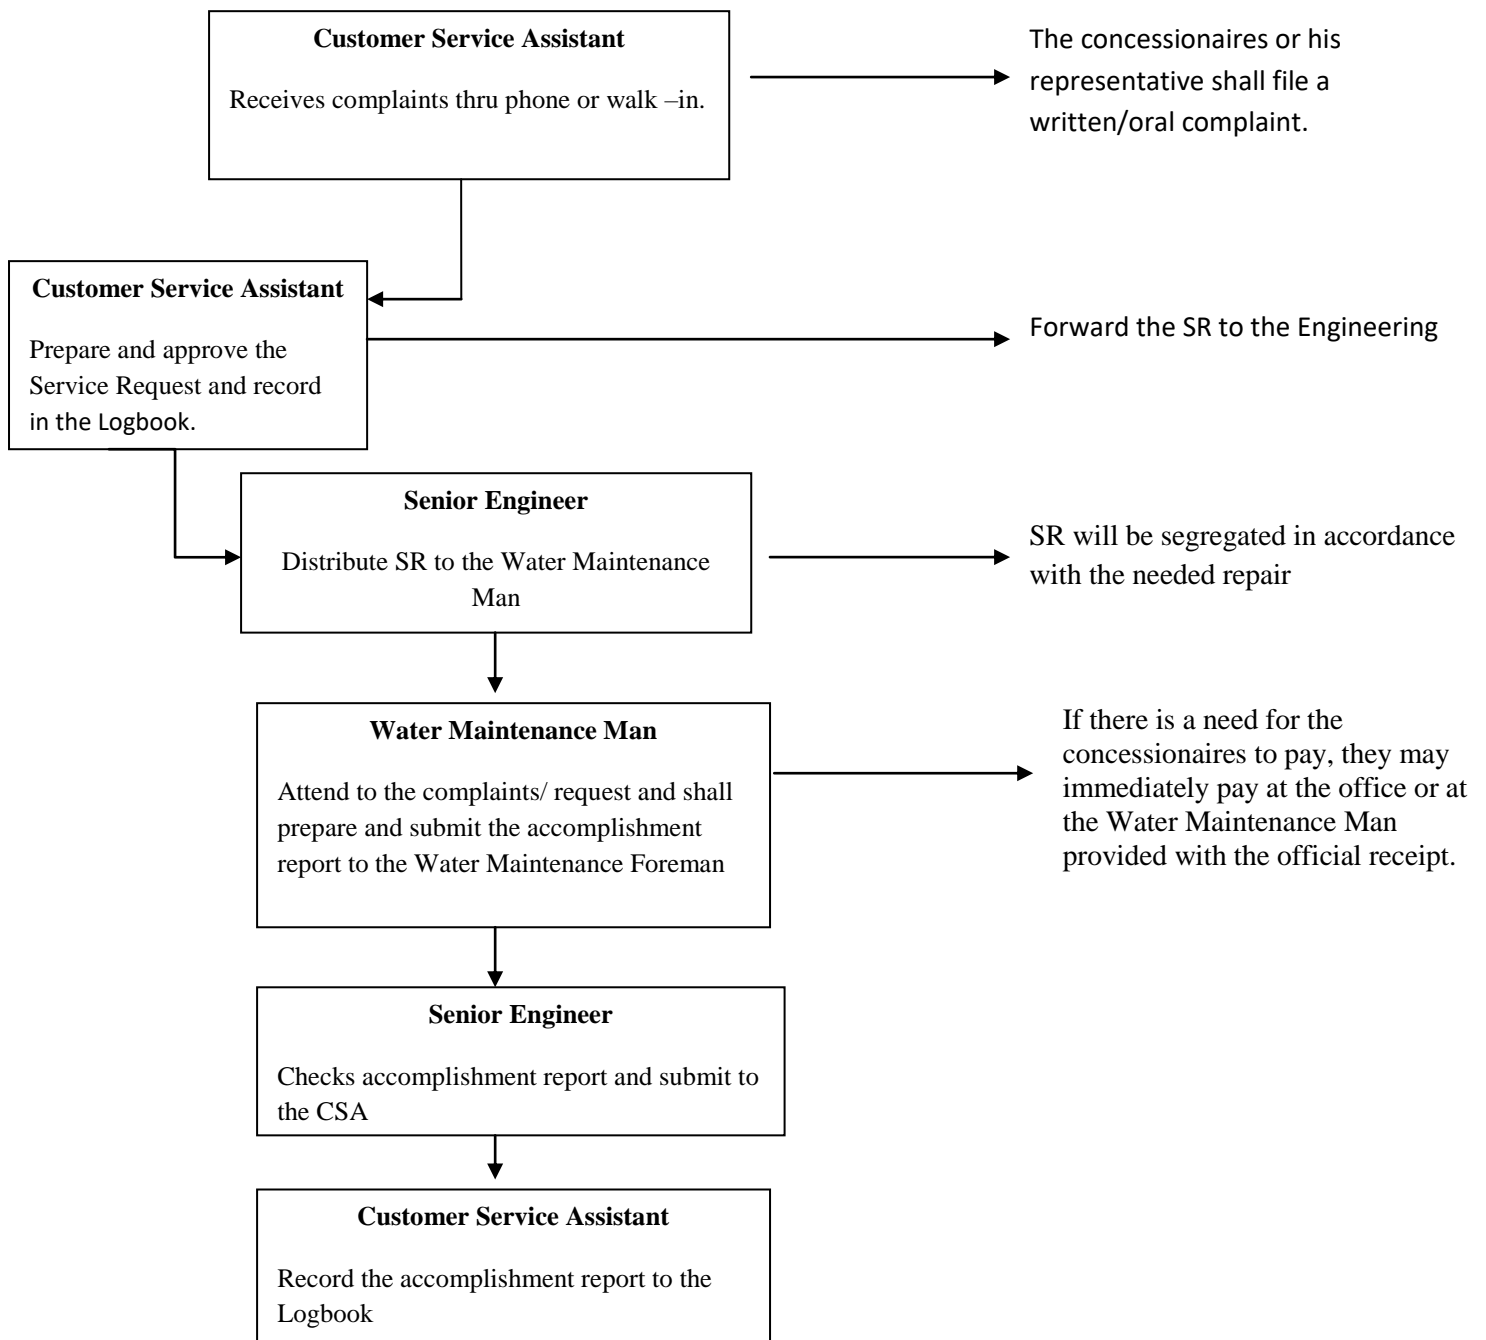 Customer Service Assistant
Receives complaints thru phone or walk –in.
The concessionaires or his
representative shall file a
written/oral complaint.
Customer Service Assistant
Prepare and approve the
Service Request and record
in the Logbook.
Forward the SR to the Engineering
Senior Engineer
Distribute SR to the Water Maintenance
Man
SR will be segregated in accordance
with the needed repair
Water Maintenance Man
Attend to the complaints/ request and shall
prepare and submit the accomplishment
report to the Water Maintenance Foreman
If there is a need for the
concessionaires to pay, they may
immediately pay at the office or at
the Water Maintenance Man
provided with the official receipt.
Senior Engineer
Checks accomplishment report and submit to
the CSA
Customer Service Assistant
Record the accomplishment report to the
Logbook